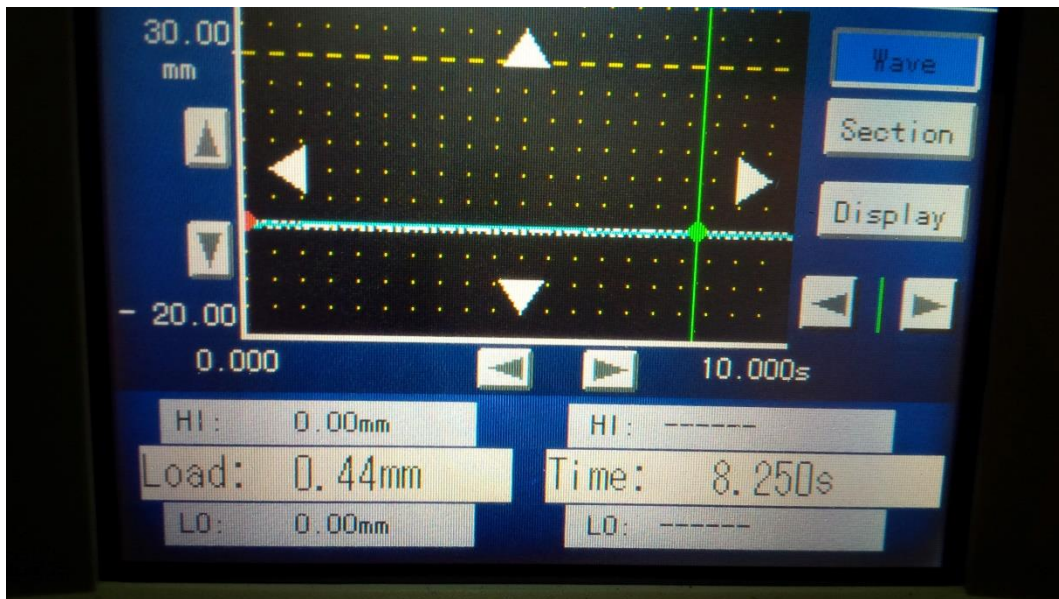 30.00
mm
Wave
Section
Display
- 20.00
0.000
10.000s
HI: 0.00mm
HI: ------
Load: 0.44mm
Time: 8.250s
LO: 0.00mm
LO: ------